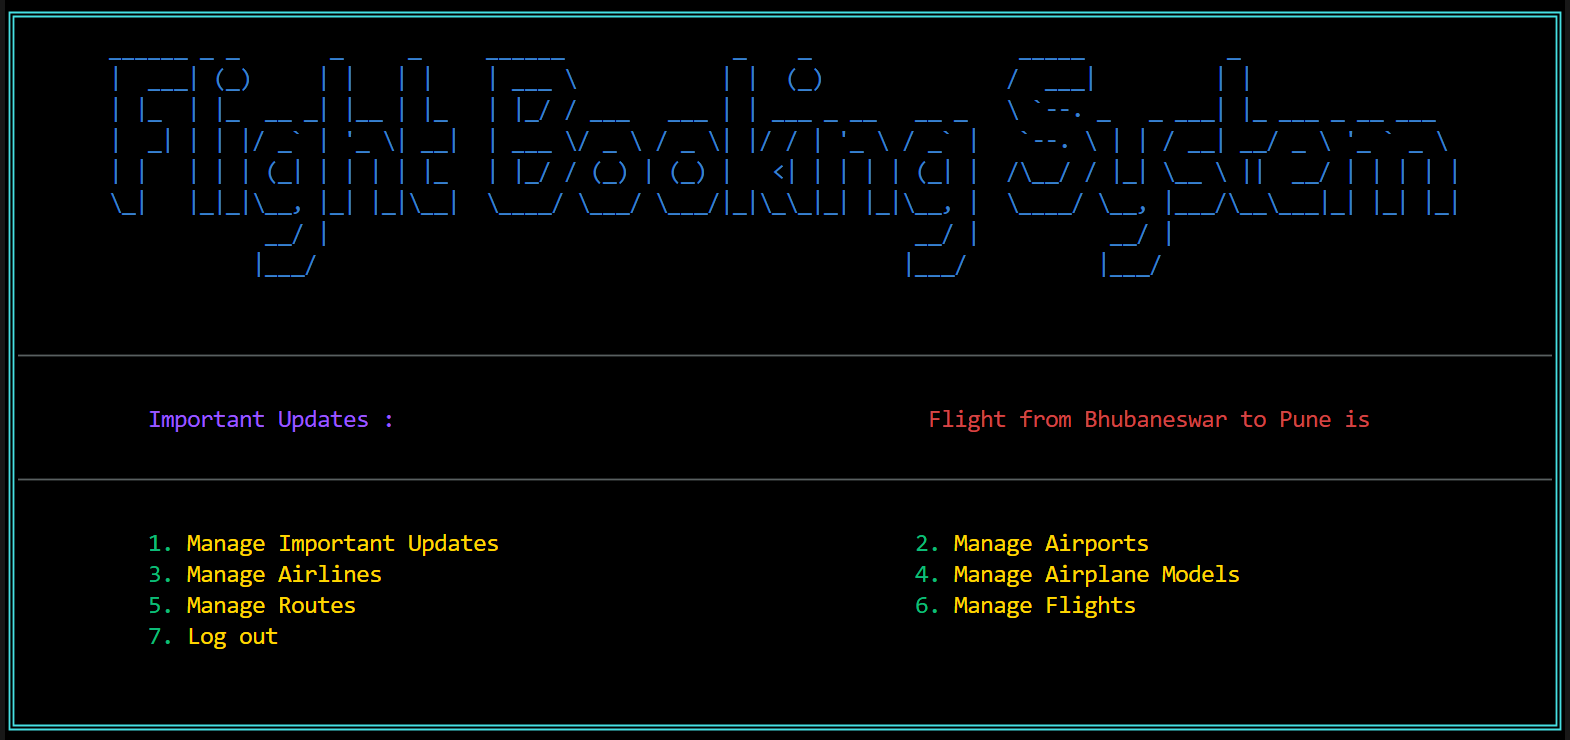 Flight Booking System
Important Updates : Flight from Bhubaneswar to Pune is
1. Manage Important Updates 2. Manage Airports
3. Manage Airlines 4. Manage Airplane Models
5. Manage Routes 6. Manage Flights
7. Log out